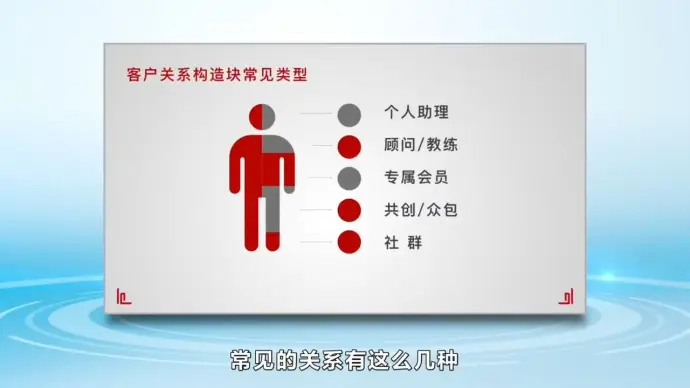 客户关系构造块常见类型
个人助理
顾问/教练
专属会员
共创/众包
社 群
常见的关系有这么几种